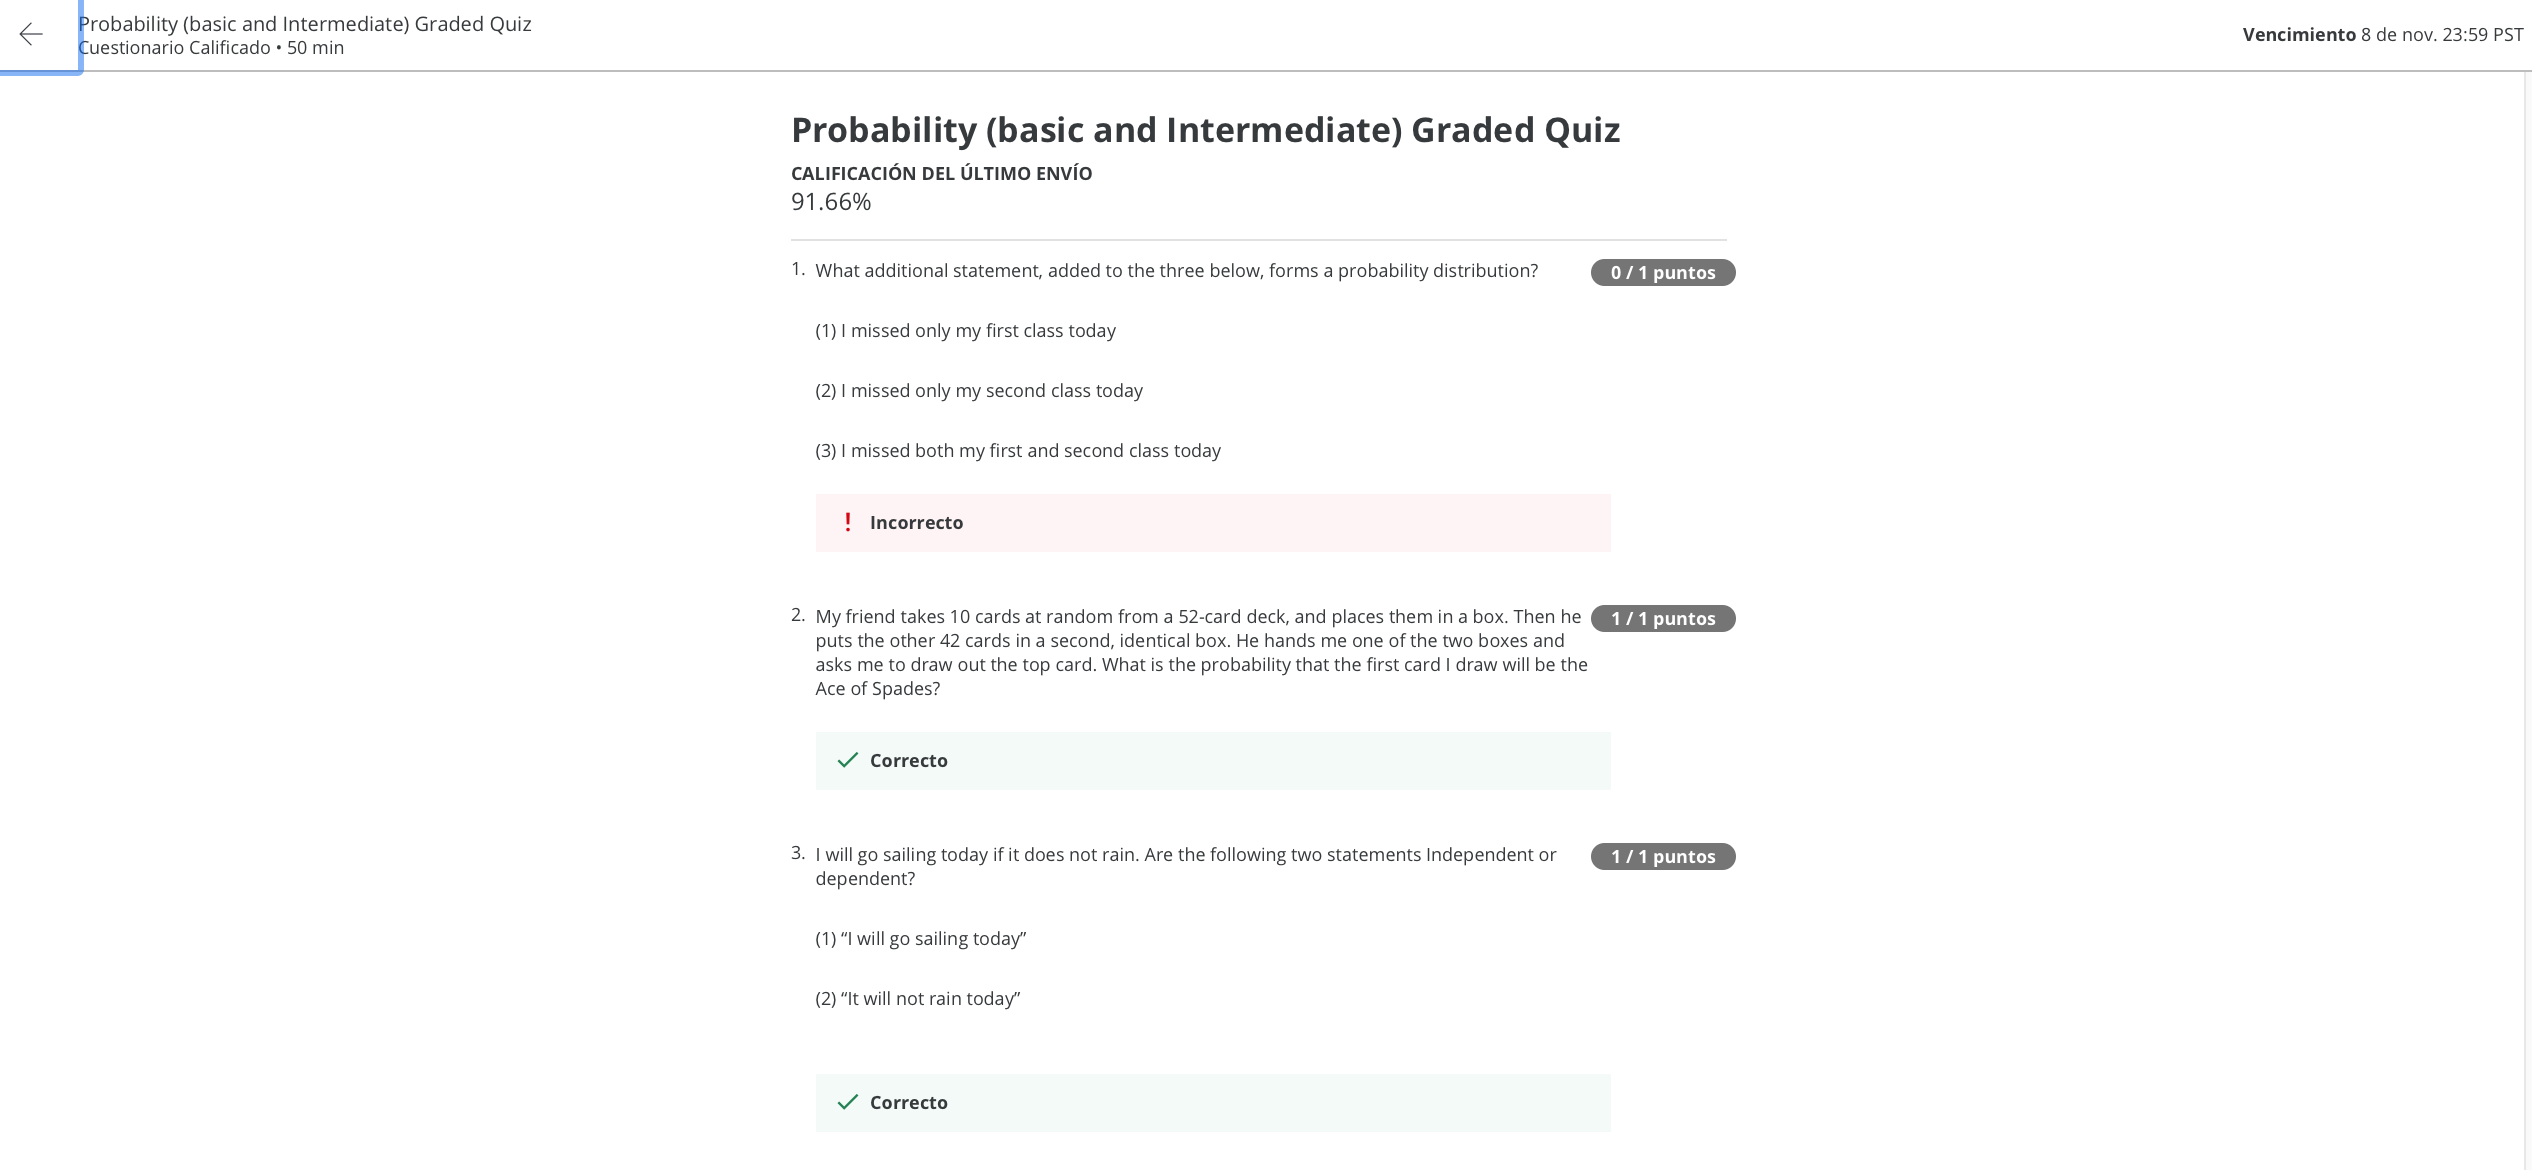 Probability (basic and Intermediate) Graded Quiz
Cuestionario Calificado • 50 min
Vencimiento 8 de nov. 23:59 PST
Probability (basic and Intermediate) Graded Quiz
CALIFICACIÓN DEL ÚLTIMO ENVÍO
91.66%
1. What additional statement, added to the three below, forms a probability distribution?
0 / 1 puntos
(1) I missed only my first class today
(2) I missed only my second class today
(3) I missed both my first and second class today
! Incorrecto
2. My friend takes 10 cards at random from a 52-card deck, and places them in a box. Then he
1 / 1 puntos
puts the other 42 cards in a second, identical box. He hands me one of the two boxes and
asks me to draw out the top card. What is the probability that the first card I draw will be the
Ace of Spades?
Correcto
3. I will go sailing today if it does not rain. Are the following two statements Independent or
1 / 1 puntos
dependent?
(1) “I will go sailing today”
(2) “It will not rain today”
Correcto